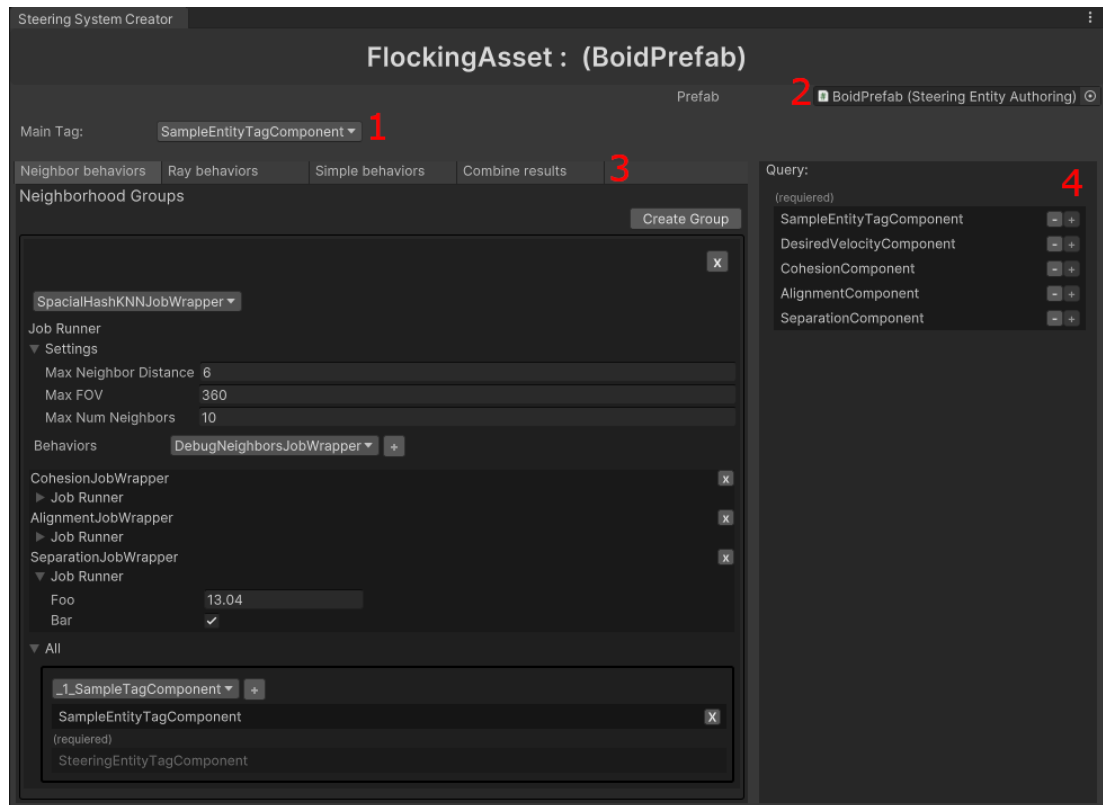 Steering System Creator
FlockingAsset : (BoidPrefab)
Prefab 2 BoidPrefab (Steering Entity Authoring)
Main Tag: SampleEntityTagComponent 1
Neighbor behaviors Ray behaviors Simple behaviors Combine results 3
Neighborhood Groups
Create Group
X
SpacialHashKNNJobWrapper
Job Runner
Settings
Max Neighbor Distance 6
Max FOV 360
Max Num Neighbors 10
Behaviors DebugNeighborsJobWrapper +
CohesionJobWrapper X
Job Runner
AlignmentJobWrapper X
Job Runner
SeparationJobWrapper X
Job Runner
Foo 13.04
Bar
All
_1_SampleTagComponent +
SampleEntityTagComponent X
(requiered)
SteeringEntityTagComponent
Query: 4
(requiered)
SampleEntityTagComponent - +
DesiredVelocityComponent - +
CohesionComponent - +
AlignmentComponent - +
SeparationComponent - +